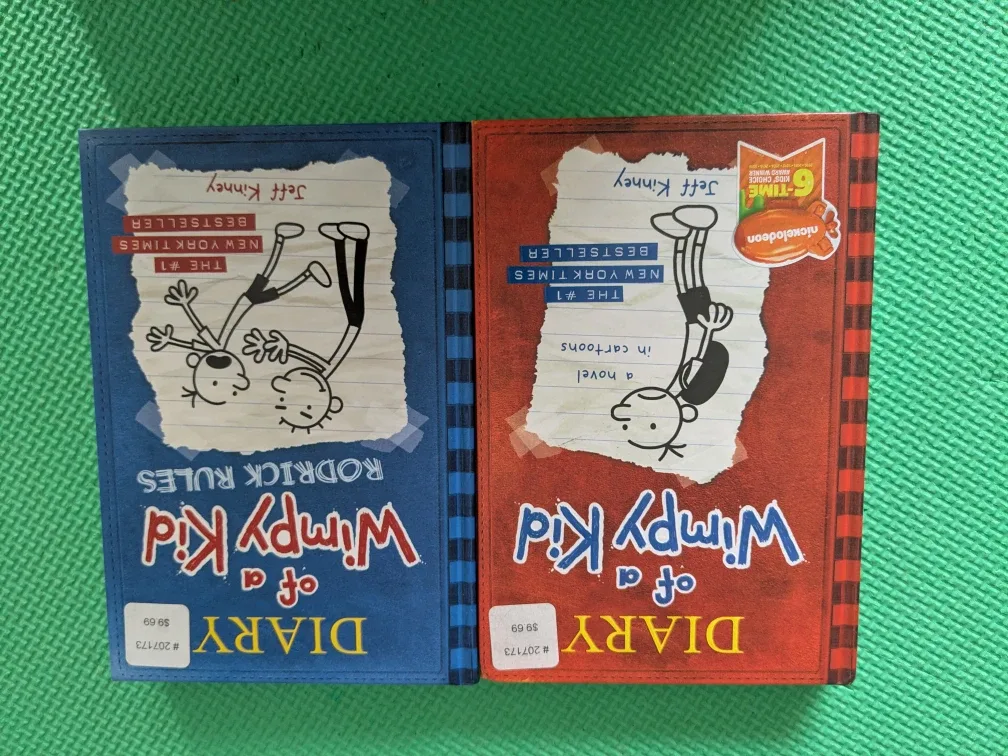 DIARY
# 207173
$9 69
of a
Wimpy Kid
a novel
in cartoons
THE #1
NEW YORK TIMES
BESTSELLER
Jeff Kinney
nickelodeon
6-TIME
KIDS' CHOICE
AWARD WINNER
DIARY
# 207173
$9 69
of a
Wimpy Kid
RODRICK RULES
THE #1
NEW YORK TIMES
BESTSELLER
Jeff Kinney